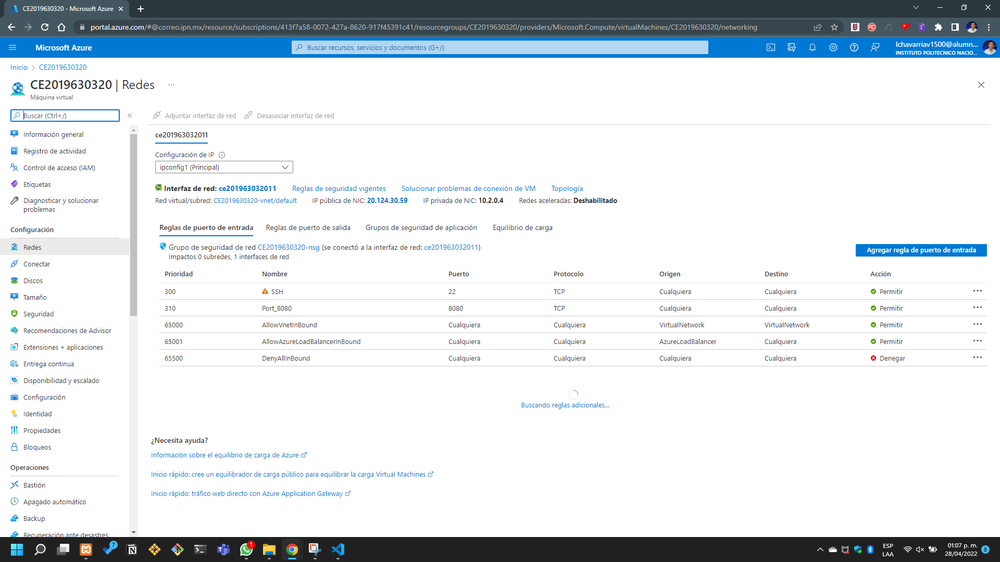 CE2019630320 - Microsoft Azure
portal.azure.com/#@correo.ipn.mx/resource/subscriptions/413f7a58-0072-427a-8620-917f45391c41/resourcegroups/CE2019630320/providers/Microsoft.Compute/virtualMachines/CE2019630320/networking
Microsoft Azure
Buscar recursos, servicios y documentos (G+/)
lchavarriav1500@alumn...
INSTITUTO POLITECNICO NACIO...
Inicio > CE2019630320
CE2019630320 | Redes ...
Máquina virtual
Buscar (Ctrl+/)
Información general
Registro de actividad
Control de acceso (IAM)
Etiquetas
Diagnosticar y solucionar
problemas
Configuración
Redes
Conectar
Discos
Tamaño
Seguridad
Recomendaciones de Advisor
Extensiones + aplicaciones
Entrega continua
Disponibilidad y escalado
Configuración
Identidad
Propiedades
Bloqueos
Operaciones
Bastión
Apagado automático
Backup
Recuperación ante desastres
Adjuntar interfaz de red Desasociar interfaz de red
ce201963032011
Configuración de IP
ipconfig1 (Principal)
Interfaz de red: ce201963032011 Reglas de seguridad vigentes Solucionar problemas de conexión de VM Topología
Red virtual/subred: CE2019630320-vnet/default IP pública de NIC: 20.124.30.59 IP privada de NIC: 10.2.0.4 Redes aceleradas: Deshabilitado
Reglas de puerto de entrada Reglas de puerto de salida Grupos de seguridad de aplicación Equilibrio de carga
Grupo de seguridad de red CE2019630320-nsg (se conectó a la interfaz de red: ce201963032011)
Impactos 0 subredes, 1 interfaces de red
Agregar regla de puerto de entrada
Prioridad Nombre Puerto Protocolo Origen Destino Acción
300 SSH 22 TCP Cualquiera Cualquiera Permitir ...
310 Port_8080 8080 TCP Cualquiera Cualquiera Permitir ...
65000 AllowVnetInBound Cualquiera Cualquiera VirtualNetwork VirtualNetwork Permitir ...
65001 AllowAzureLoadBalancerInBound Cualquiera Cualquiera AzureLoadBalancer Cualquiera Permitir ...
65500 DenyAllInBound Cualquiera Cualquiera Cualquiera Cualquiera Denegar ...
Buscando reglas adicionales...
¿Necesita ayuda?
Información sobre el equilibrio de carga de Azure
Inicio rápido: cree un equilibrador de carga público para equilibrar la carga Virtual Machines
Inicio rápido: tráfico web directo con Azure Application Gateway
7
1
ESP
LAA
01:07 p. m.
28/04/2022
8